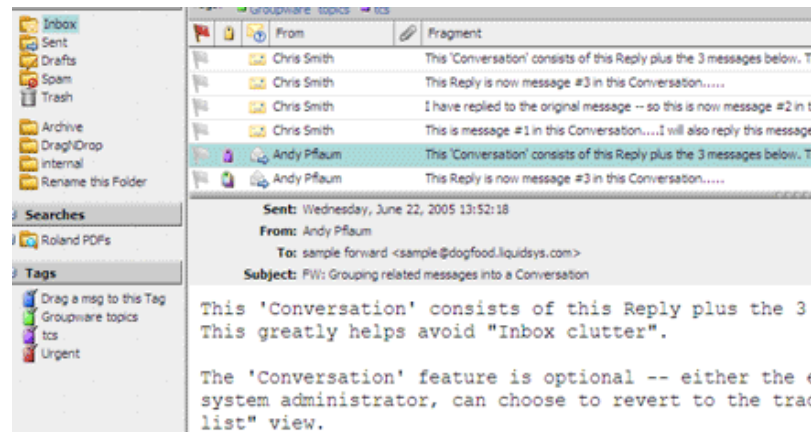 Groupware topics tcs
Inbox
Sent
Drafts
Spam
Trash
Archive
DragNDrop
internal
Rename this Folder
Searches
Roland PDFs
Tags
Drag a msg to this Tag
Groupware topics
tcs
Urgent
From Fragment
Chris Smith This 'Conversation' consists of this Reply plus the 3 messages below. T
Chris Smith This Reply is now message #3 in this Conversation.....
Chris Smith I have replied to the original message -- so this is now message #2 in t
Chris Smith This is message #1 in this Conversation....I will also reply this message
Andy Pflaum This 'Conversation' consists of this Reply plus the 3 messages below. T
Andy Pflaum This Reply is now message #3 in this Conversation.....
Sent: Wednesday, June 22, 2005 13:52:18
From: Andy Pflaum
To: sample forward <sample@dogfood.liquidsys.com>
Subject: FW: Grouping related messages into a Conversation
This 'Conversation' consists of this Reply plus the 3
This greatly helps avoid "Inbox clutter".
The 'Conversation' feature is optional -- either the e
system administrator, can choose to revert to the trad
list" view.